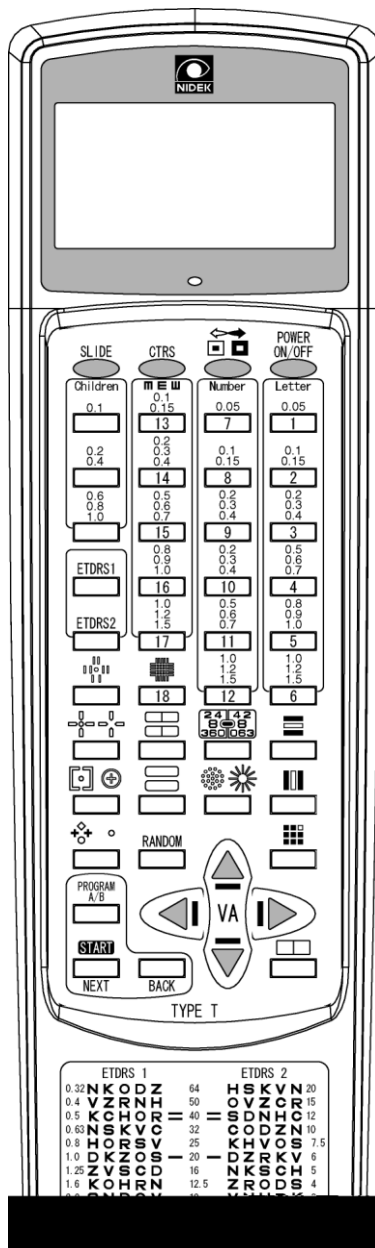 NIDEK
SLIDE CTRS POWER ON/OFF
Children Number Letter
0.1 0.1 0.15 0.05 0.05
13 7 1
0.2 0.4 0.2 0.3 0.4 0.1 0.15 0.1 0.15
14 8 2
0.6 0.8 1.0 0.5 0.6 0.7 0.2 0.3 0.4 0.2 0.3 0.4
15 9 3
ETDRS1 0.8 0.9 1.0 0.2 0.3 0.4 0.5 0.6 0.7
16 10 4
ETDRS2 1.0 1.2 1.5 0.5 0.6 0.7 0.8 0.9 1.0
17 11 5
1.0 1.2 1.5 1.0 1.2 1.5
18 12 6
24 42
8 8
360 063
RANDOM
PROGRAM A/B
VA
START
NEXT BACK
TYPE T
ETDRS 1 ETDRS 2
0.32 NKODZ 64 HSKVN 20
0.4 VZRNH 50 OVZCR 15
0.5 KCHOR 40 SDNHC 12
0.63 NSKVC 32 CODZN 10
0.8 HORSV 25 KHVOS 7.5
1.0 DKZOS 20 DZRKV 6
1.25 ZVSCD 16 NKSCH 5
1.6 KOHRN 12.5 ZRODS 4